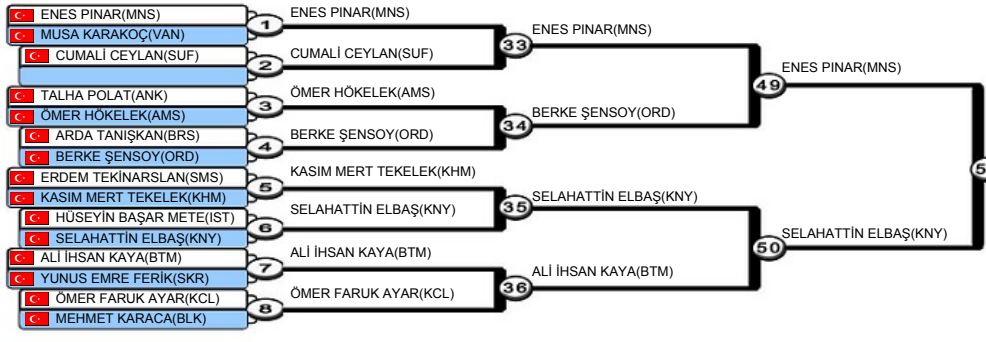 ENES PINAR(MNS)
MUSA KARAKOÇ(VAN)
1
ENES PINAR(MNS)
CUMALİ CEYLAN(SUF)
2
CUMALİ CEYLAN(SUF)
33
ENES PINAR(MNS)
TALHA POLAT(ANK)
ÖMER HÖKELEK(AMS)
3
ÖMER HÖKELEK(AMS)
ARDA TANIŞKAN(BRS)
BERKE ŞENSOY(ORD)
4
BERKE ŞENSOY(ORD)
34
BERKE ŞENSOY(ORD)
49
ENES PINAR(MNS)
ERDEM TEKİNARSLAN(SMS)
KASIM MERT TEKELEK(KHM)
5
KASIM MERT TEKELEK(KHM)
HÜSEYİN BAŞAR METE(IST)
SELAHATTİN ELBAŞ(KNY)
6
SELAHATTİN ELBAŞ(KNY)
35
SELAHATTİN ELBAŞ(KNY)
ALİ İHSAN KAYA(BTM)
YUNUS EMRE FERİK(SKR)
7
ALİ İHSAN KAYA(BTM)
ÖMER FARUK AYAR(KCL)
MEHMET KARACA(BLK)
8
ÖMER FARUK AYAR(KCL)
36
ALİ İHSAN KAYA(BTM)
50
SELAHATTİN ELBAŞ(KNY)